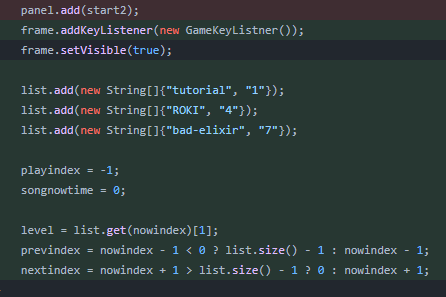 panel.add(start2);
frame.addKeyListener(new GameKeyListner());
frame.setVisible(true);
list.add(new String[]{"tutorial", "1"});
list.add(new String[]{"ROKI", "4"});
list.add(new String[]{"bad-elixir", "7"});
playindex = -1;
songnowtime = 0;
level = list.get(nowindex)[1];
previndex = nowindex - 1 < 0 ? list.size() - 1 : nowindex - 1;
nextindex = nowindex + 1 > list.size() - 1 ? 0 : nowindex + 1;